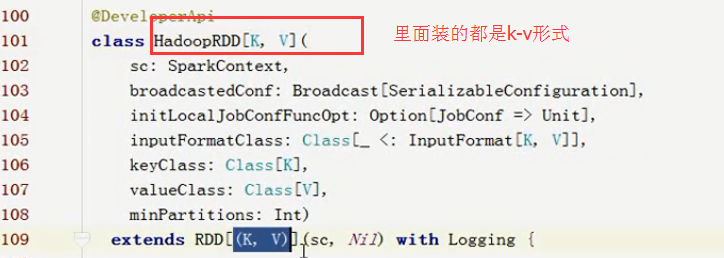 100 @DeveloperApi
101 class HadoopRDD[K, V](
里面装的都是k-v形式
102 sc: SparkContext,
103 broadcastedConf: Broadcast[SerializableConfiguration],
104 initLocalJobConfFuncOpt: Option[JobConf => Unit],
105 inputFormatClass: Class[_ <: InputFormat[K, V]],
106 keyClass: Class[K],
107 valueClass: Class[V],
108 minPartitions: Int)
109 extends RDD[(K, V)](sc, Nil) with Logging {